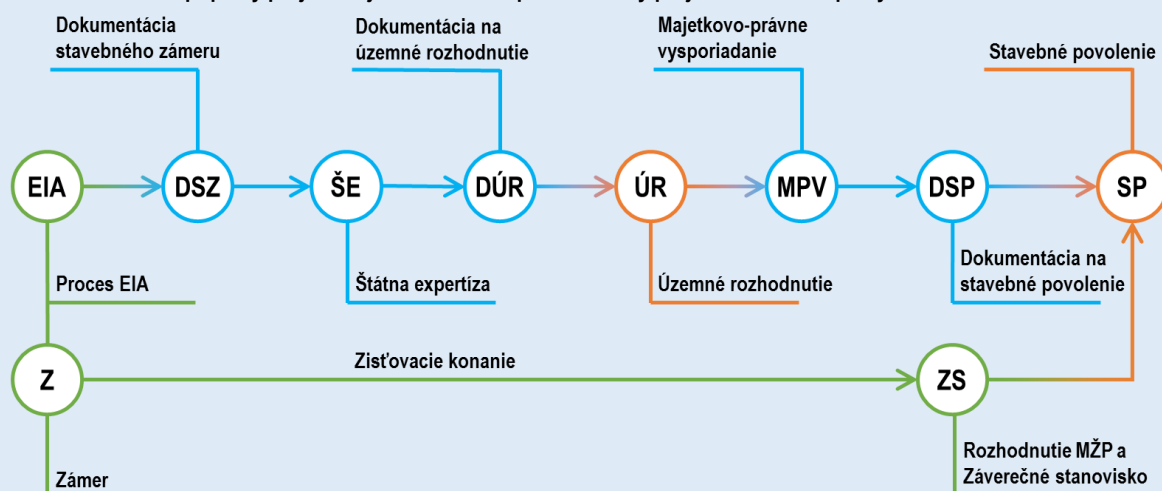 Dokumentácia
stavebného zámeru
Dokumentácia na
územné rozhodnutie
Majetkovo-právne
vysporiadanie
Stavebné povolenie
EIA
DSZ
ŠE
DÚR
ÚR
MPV
DSP
SP
Proces EIA
Štátna expertíza
Územné rozhodnutie
Dokumentácia na
stavebné povolenie
Z
Zisťovacie konanie
ZS
Zámer
Rozhodnutie MŽP a
Záverečné stanovisko